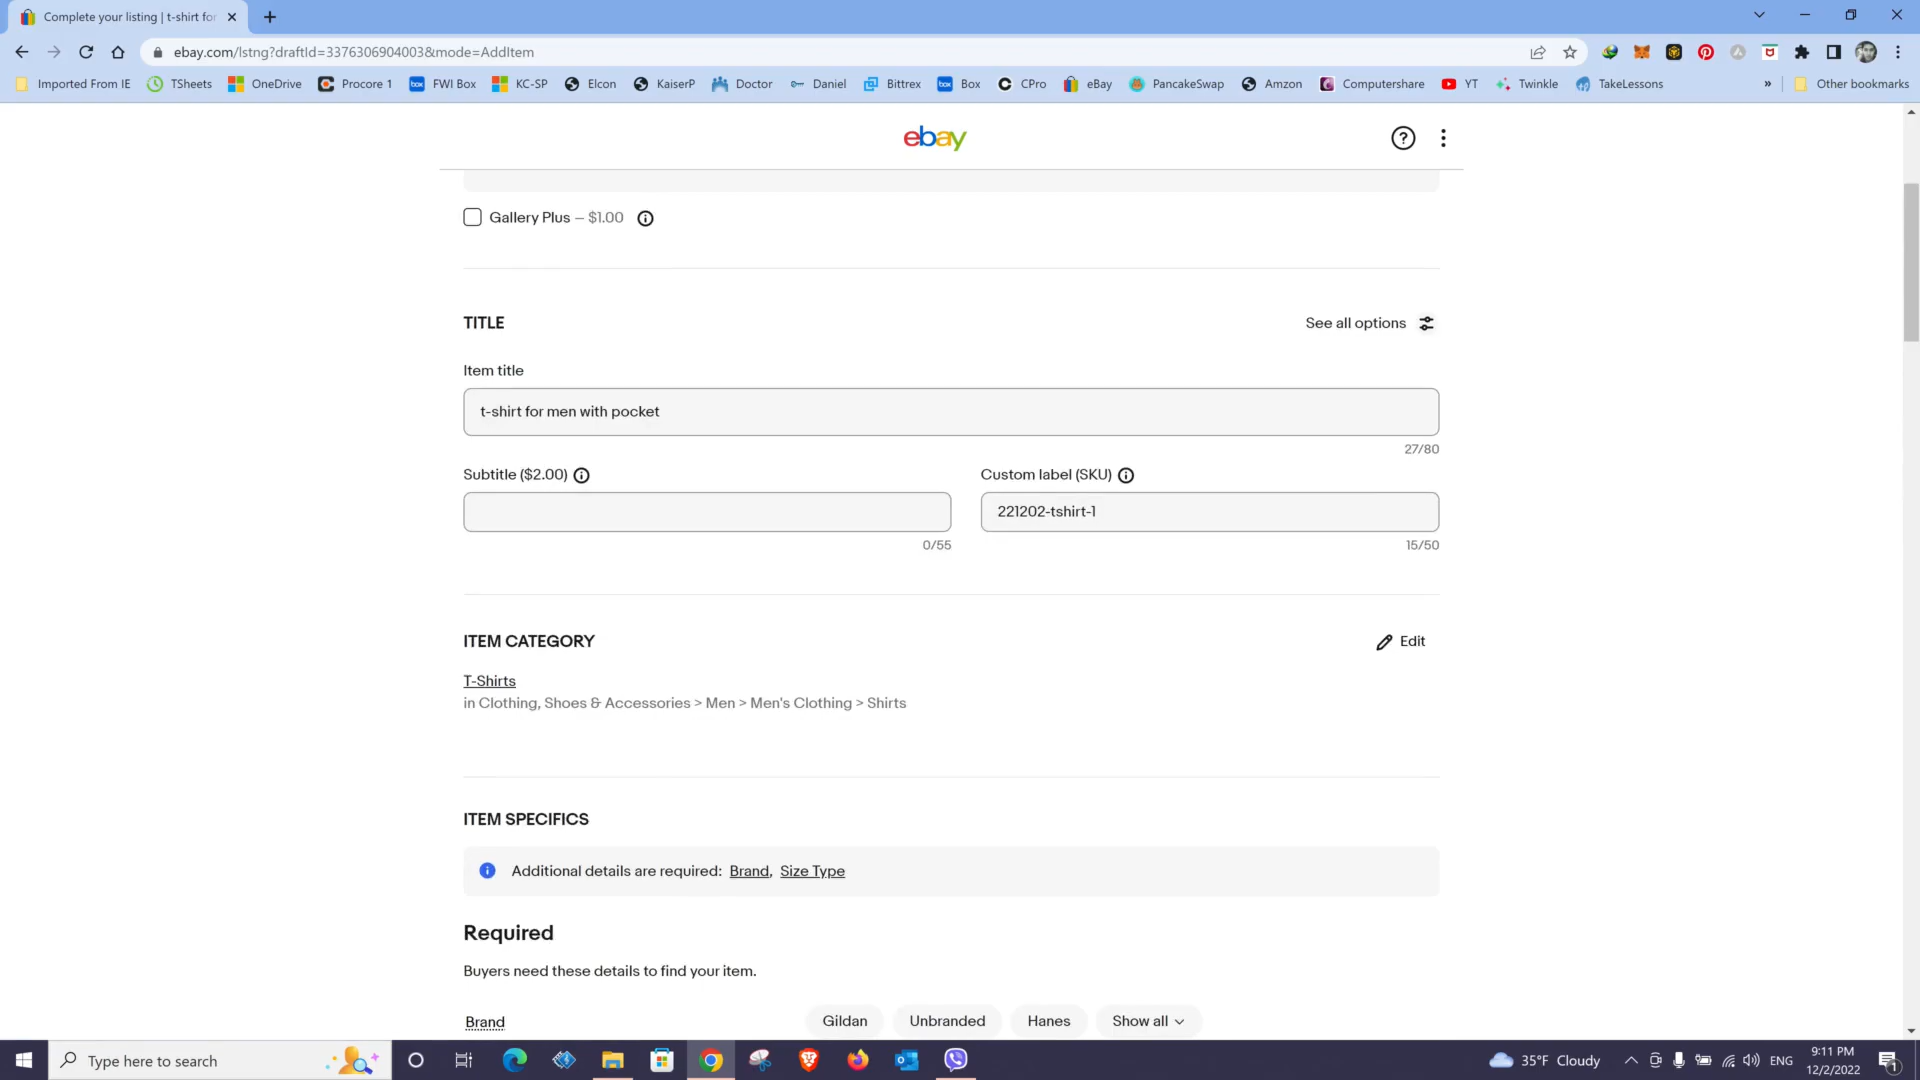 Complete your listing | t-shirt for
ebay.com/lstng?draftId=3376306904003&mode=AddItem
Imported From IE
TSheets
OneDrive
Procore 1
box
FWI Box
KC-SP
Elcon
KaiserP
Doctor
Daniel
Bittrex
box
Box
CPro
eBay
PancakeSwap
Amzon
Computershare
YT
Twinkle
TakeLessons
»
Other bookmarks
ebay
Gallery Plus – $1.00
TITLE
See all options
Item title
t-shirt for men with pocket
27/80
Subtitle ($2.00)
Custom label (SKU)
221202-tshirt-1
0/55
15/50
ITEM CATEGORY
Edit
T-Shirts
in Clothing, Shoes & Accessories > Men > Men's Clothing > Shirts
ITEM SPECIFICS
Additional details are required: Brand, Size Type
Required
Buyers need these details to find your item.
Brand
Gildan
Unbranded
Hanes
Show all
Type here to search
35°F Cloudy
ENG
9:11 PM
12/2/2022
1